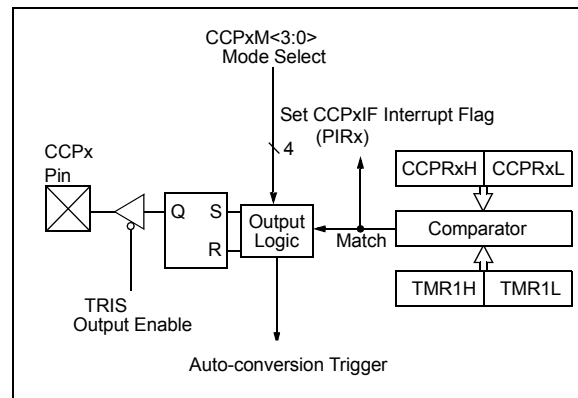 CCPxM<3:0>
Mode Select
Set CCPxIF Interrupt Flag
(PIRx)
4
CCPx
Pin
CCPRxH CCPRxL
Q S Output
Logic
R
Match
Comparator
TMR1H TMR1L
TRIS
Output Enable
Auto-conversion Trigger